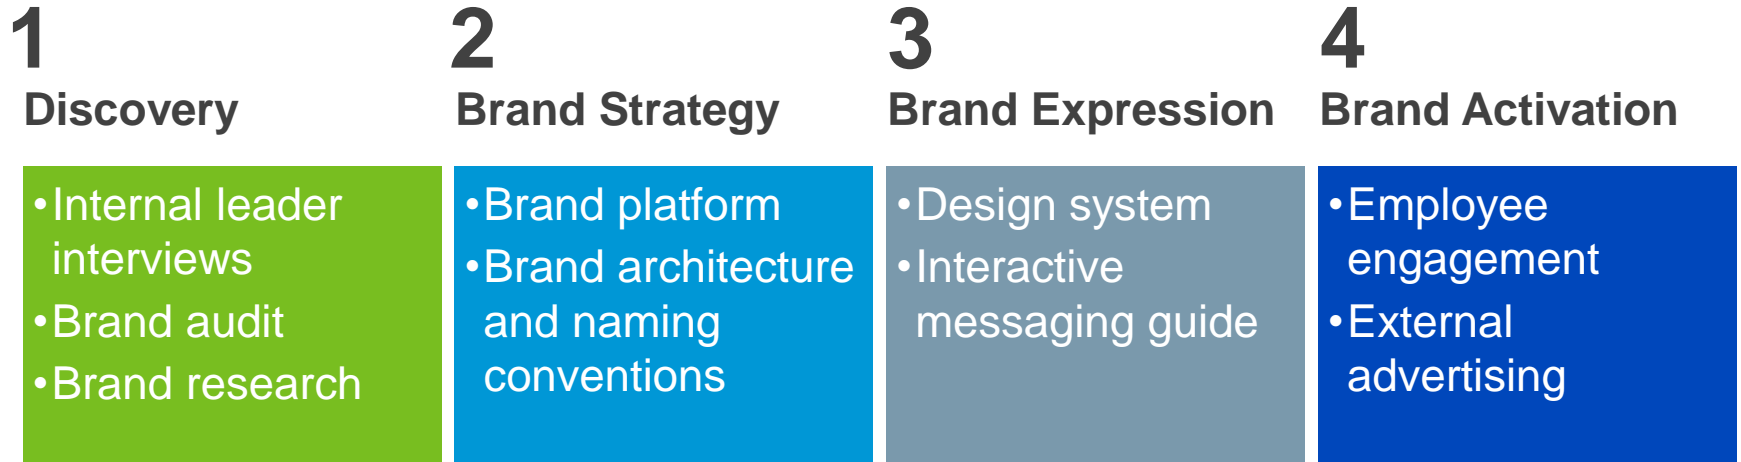 1
Discovery
•Internal leader
interviews
•Brand audit
•Brand research
2
Brand Strategy
•Brand platform
•Brand architecture
and naming
conventions
3
Brand Expression
•Design system
•Interactive
messaging guide
4
Brand Activation
•Employee
engagement
•External
advertising